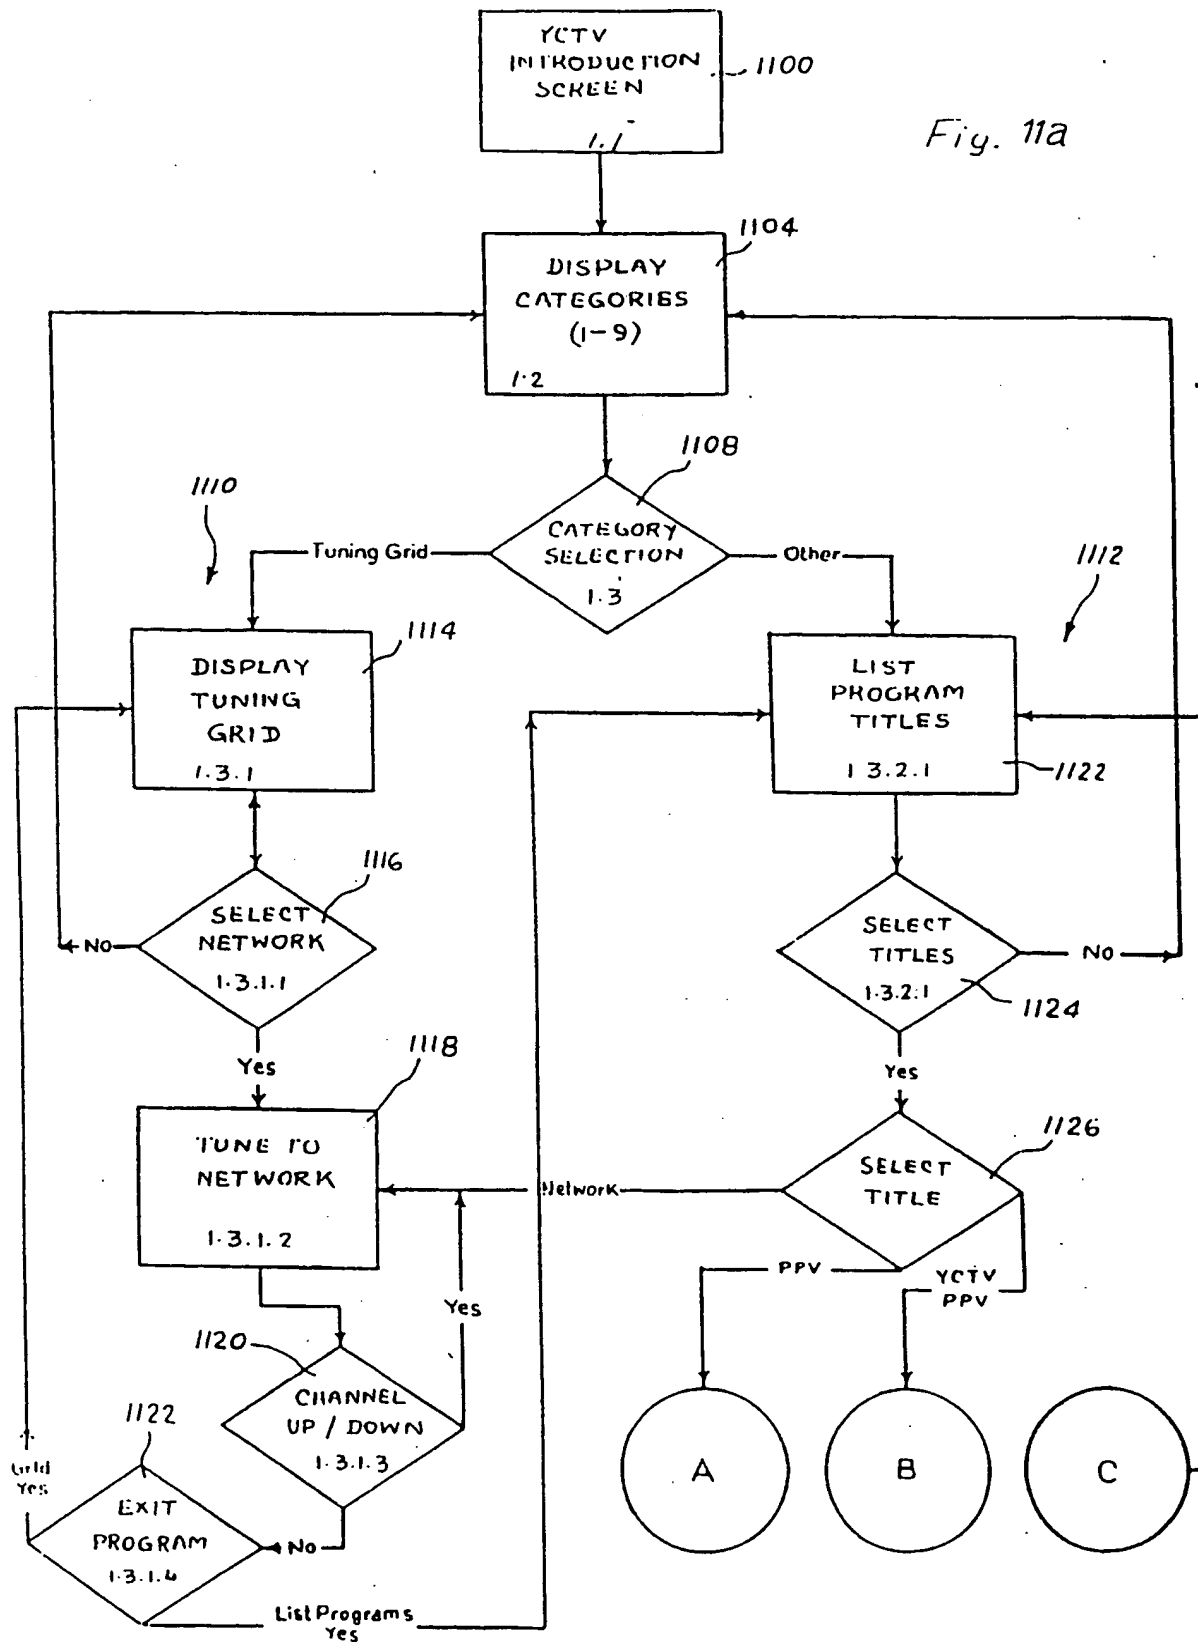 YCTV
INTRODUCTION
SCREEN
1.1
1100
Fig. 11a
1104
DISPLAY
CATEGORIES
(1-9)
1.2
1108
CATEGORY
SELECTION
1.3
Tuning Grid
Other
1110
1112
1114
DISPLAY
TUNING
GRID
1.3.1
LIST
PROGRAM
TITLES
1.3.2.1
1122
1116
SELECT
NETWORK
1.3.1.1
No
Yes
SELECT
TITLES
1.3.2.1
No
1124
Yes
1118
TUNE TO
NETWORK
1.3.1.2
Network
1126
SELECT
TITLE
PPV
YCTV
PPV
Yes
1120
CHANNEL
UP / DOWN
1.3.1.3
No
1122
EXIT
PROGRAM
1.3.1.4
Grid
Yes
List Programs
Yes
A
B
C